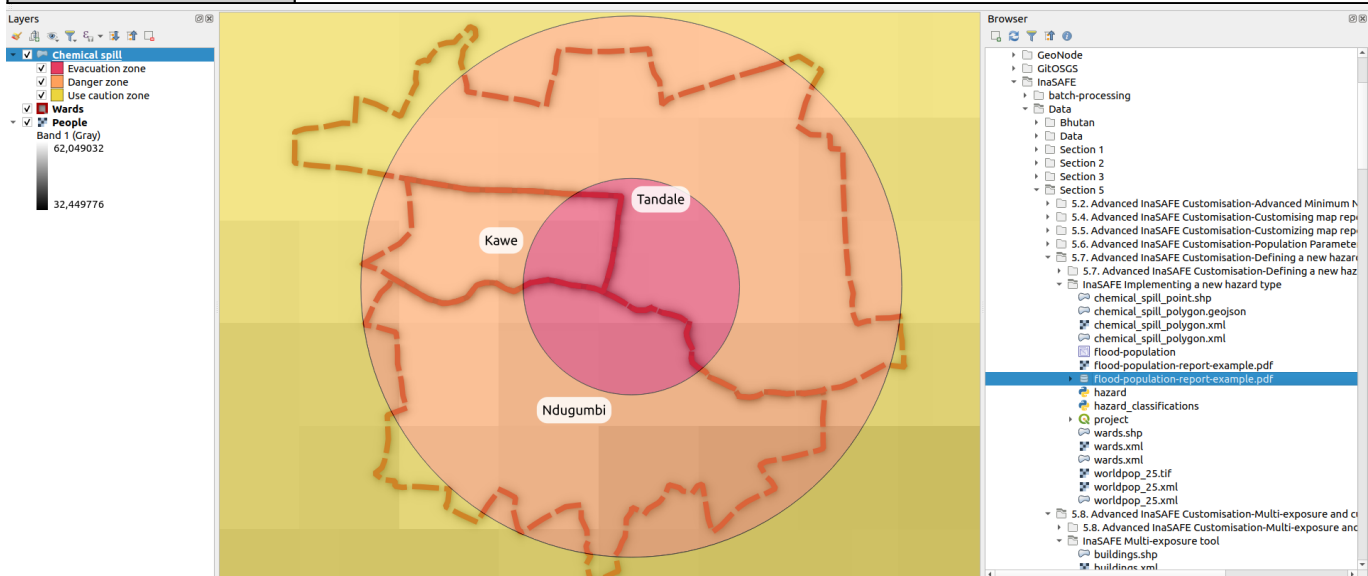 Layers
Chemical spill
Evacuation zone
Danger zone
Use caution zone
Wards
People
Band 1 (Gray)
62,049032
32,449776
Tandale
Kawe
Ndugumbi
Browser
GeoNode
GitOSGS
InaSAFE
batch-processing
Data
Bhutan
Data
Section 1
Section 2
Section 3
Section 5
5.2. Advanced InaSAFE Customisation-Advanced Minimum N
5.4. Advanced InaSAFE Customisation-Customising map repo
5.5. Advanced InaSAFE Customisation-Customizing map repo
5.6. Advanced InaSAFE Customisation-Population Parameter
5.7. Advanced InaSAFE Customisation-Defining a new hazard
5.7. Advanced InaSAFE Customisation-Defining a new haz
InaSAFE Implementing a new hazard type
chemical_spill_point.shp
chemical_spill_polygon.geojson
chemical_spill_polygon.xml
chemical_spill_polygon.xml
flood-population
flood-population-report-example.pdf
flood-population-report-example.pdf
hazard
hazard_classifications
project
wards.shp
wards.xml
wards.xml
worldpop_25.tif
worldpop_25.xml
worldpop_25.xml
5.8. Advanced InaSAFE Customisation-Multi-exposure and cu
5.8. Advanced InaSAFE Customisation-Multi-exposure anc
InaSAFE Multi-exposure tool
buildings.shp
buildings.xml